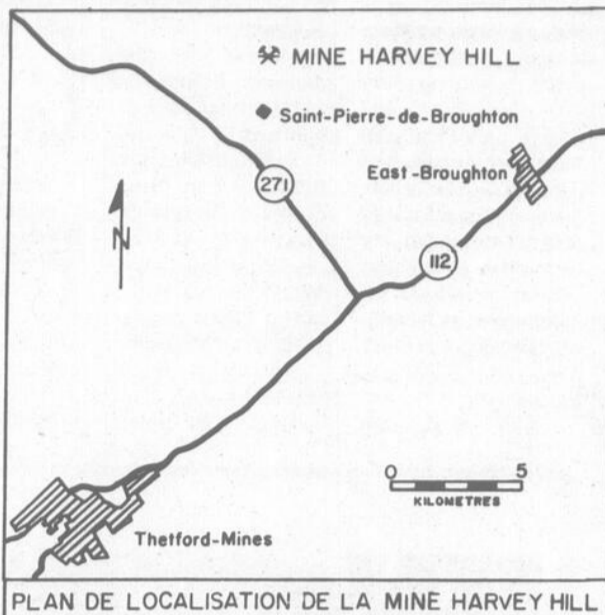 MINE HARVEY HILL
Saint-Pierre-de-Broughton
East-Broughton
271
N
112
0 5
KILOMETRES
Thetford-Mines
PLAN DE LOCALISATION DE LA MINE HARVEY HILL